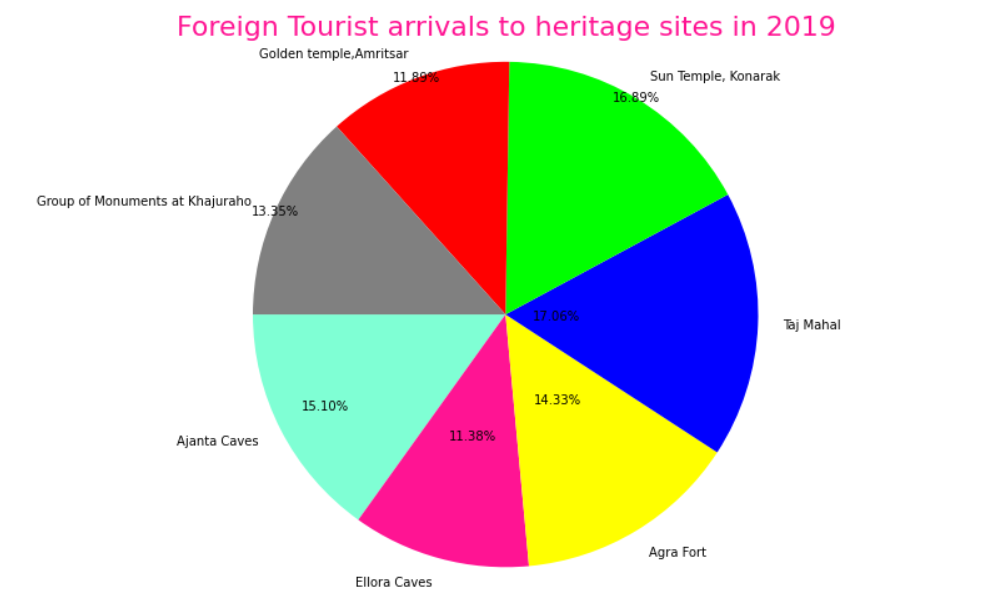 Foreign Tourist arrivals to heritage sites in 2019
Golden temple,Amritsar
11.89%
Sun Temple, Konarak
16.89%
Group of Monuments at Khajuraho
13.35%
17.06%
Taj Mahal
14.33%
15.10%
11.38%
Ajanta Caves
Agra Fort
Ellora Caves